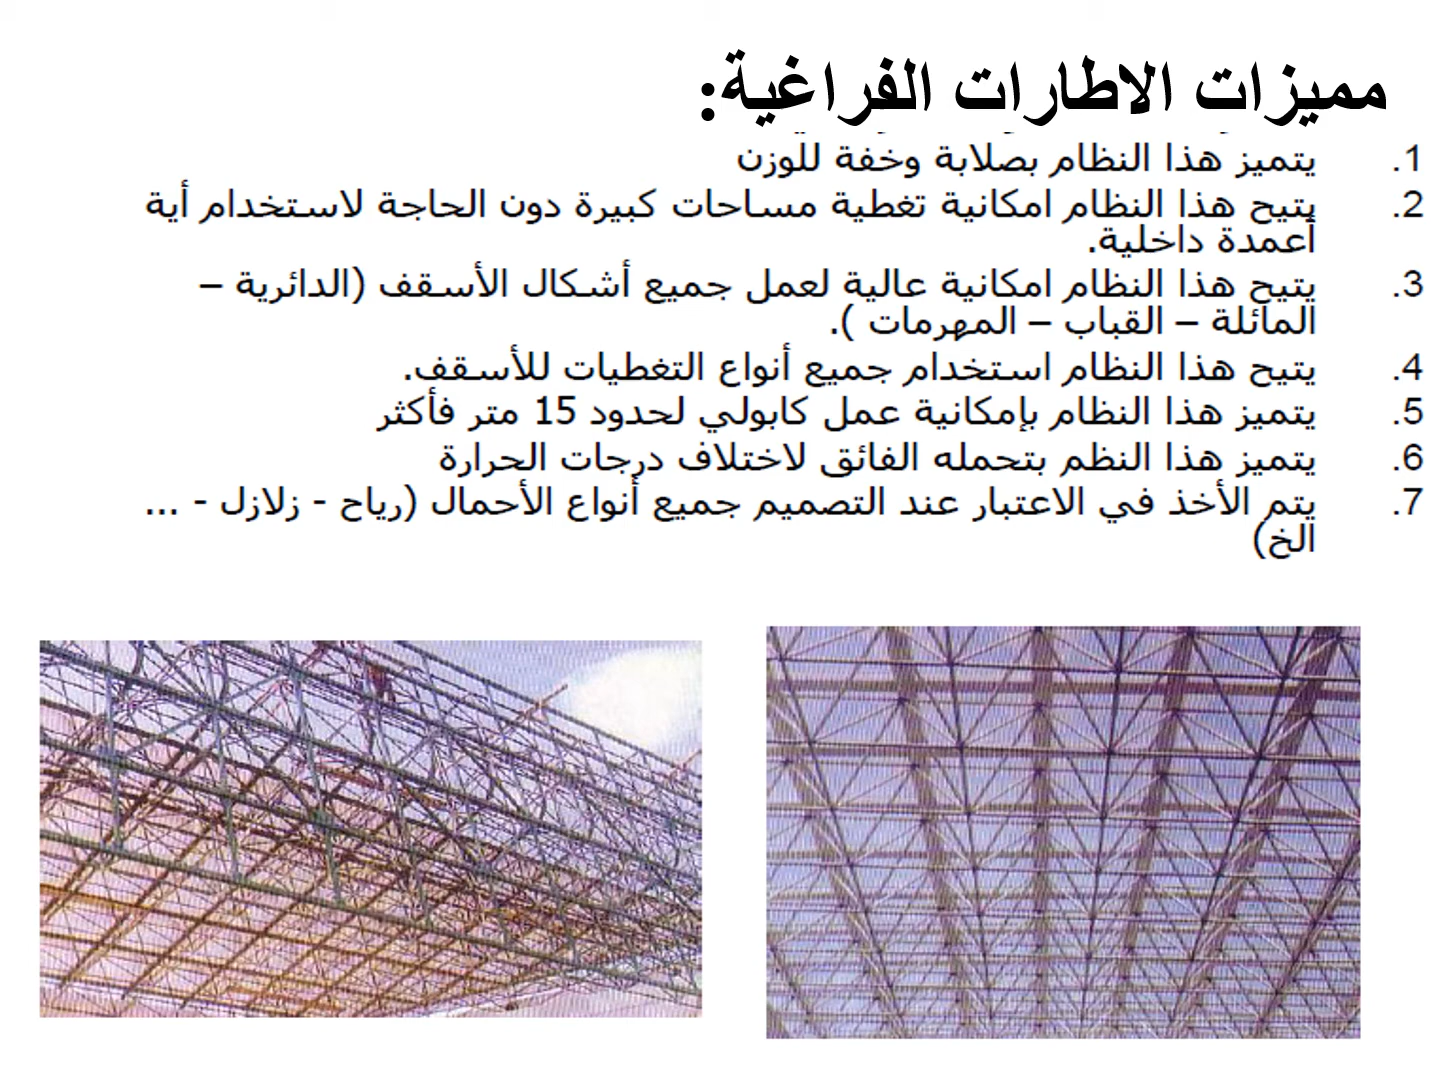 مميزات الاطارات الفراغية:
1. يتميز هذا النظام بصلابة وخفة للوزن
2. يتيح هذا النظام امكانية تغطية مساحات كبيرة دون الحاجة لاستخدام أية
أعمدة داخلية.
3. يتيح هذا النظام امكانية عالية لعمل جميع أشكال الأسقف (الدائرية –
المائلة – القباب – المهرمات ).
4. يتيح هذا النظام استخدام جميع أنواع التغطيات للأسقف.
5. يتميز هذا النظام بإمكانية عمل كابولي لحدود 15 متر فأكثر
6. يتميز هذا النظم بتحمله الفائق لاختلاف درجات الحرارة
7. يتم الأخذ في الاعتبار عند التصميم جميع أنواع الأحمال (رياح - زلازل - ...
الخ)